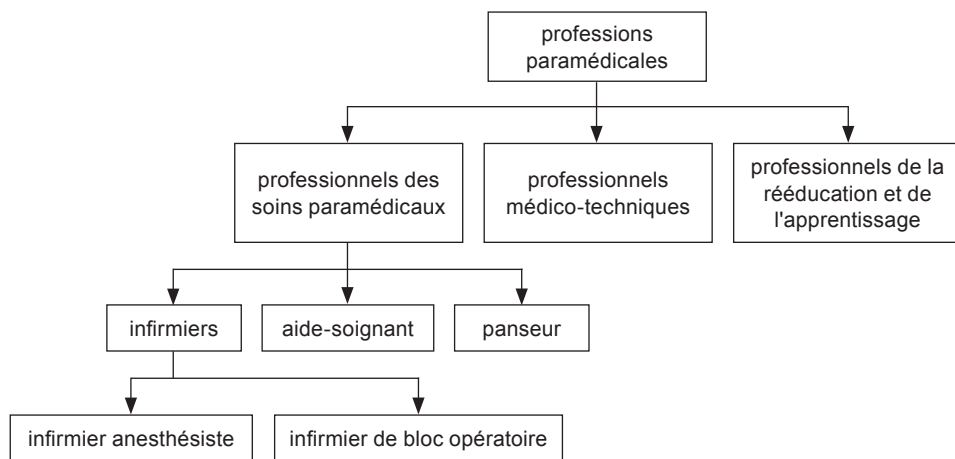 professions
paramédicales
professionnels des
soins paramédicaux
professionnels
médico-techniques
professionnels de la
rééducation et de
l'apprentissage
infirmiers
aide-soignant
panseur
infirmier anesthésiste
infirmier de bloc opératoire